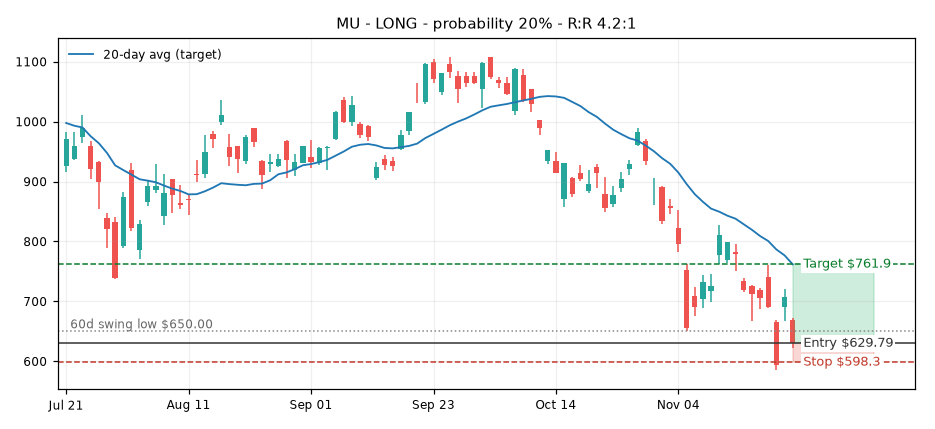 MU - LONG - probability 20% - R:R 4.2:1
20-day avg (target)
1100
1000
900
800
700
600
Target $761.9
60d swing low $650.00
Entry $629.79
Stop $598.3
Jul 21
Aug 11
Sep 01
Sep 23
Oct 14
Nov 04